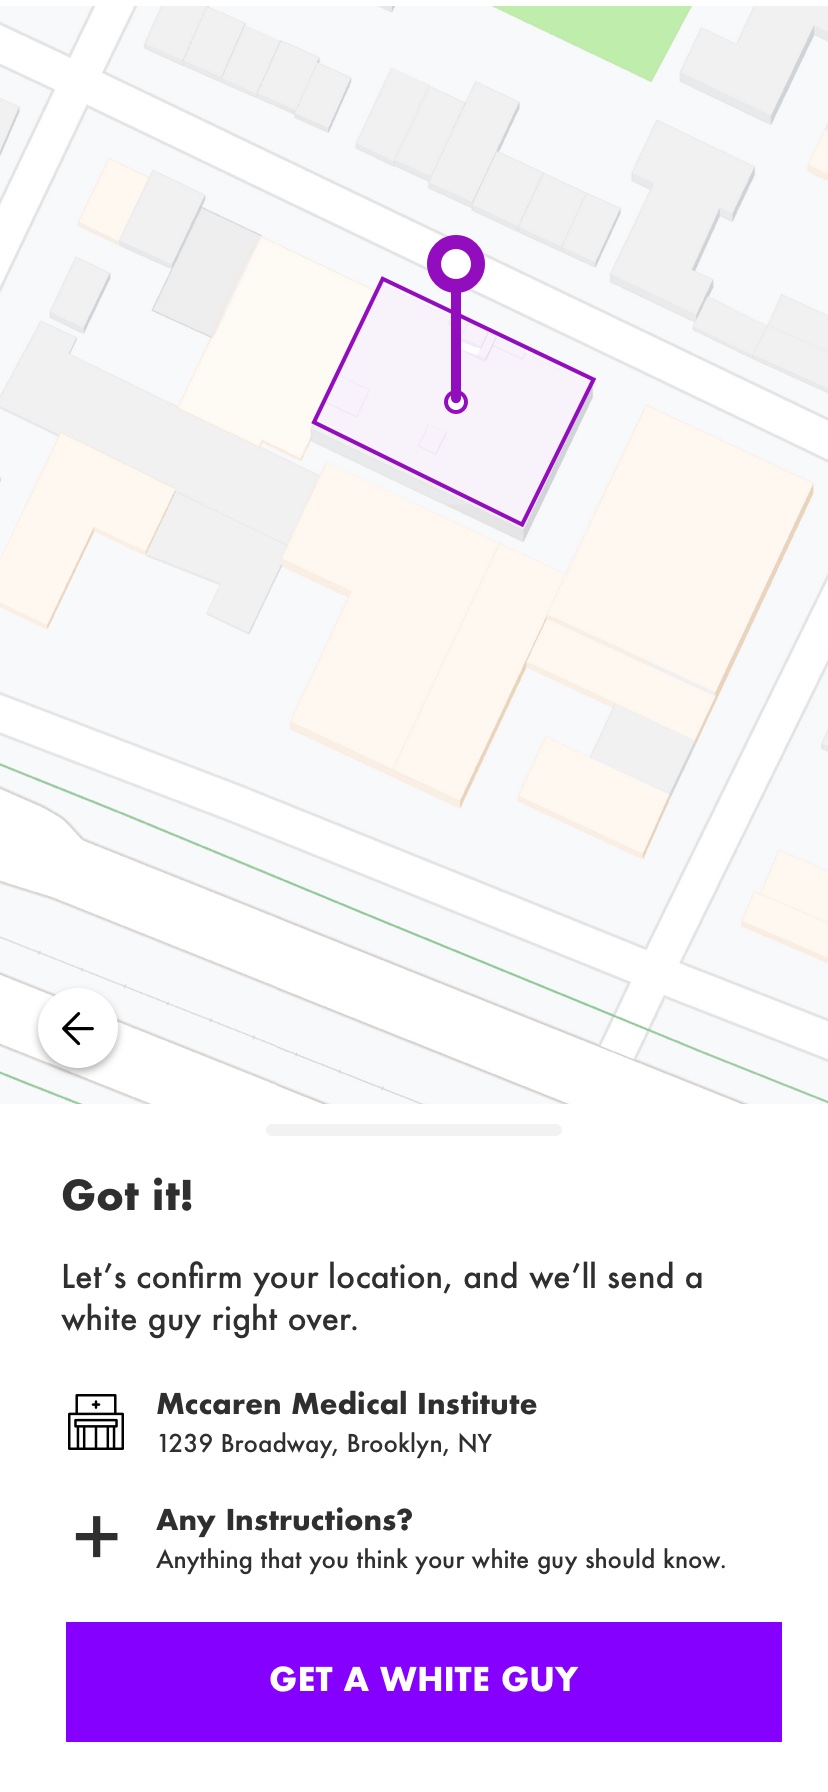 Got it!
Let’s confirm your location, and we’ll send a
white guy right over.
Mccaren Medical Institute
1239 Broadway, Brooklyn, NY
Any Instructions?
Anything that you think your white guy should know.
GET A WHITE GUY